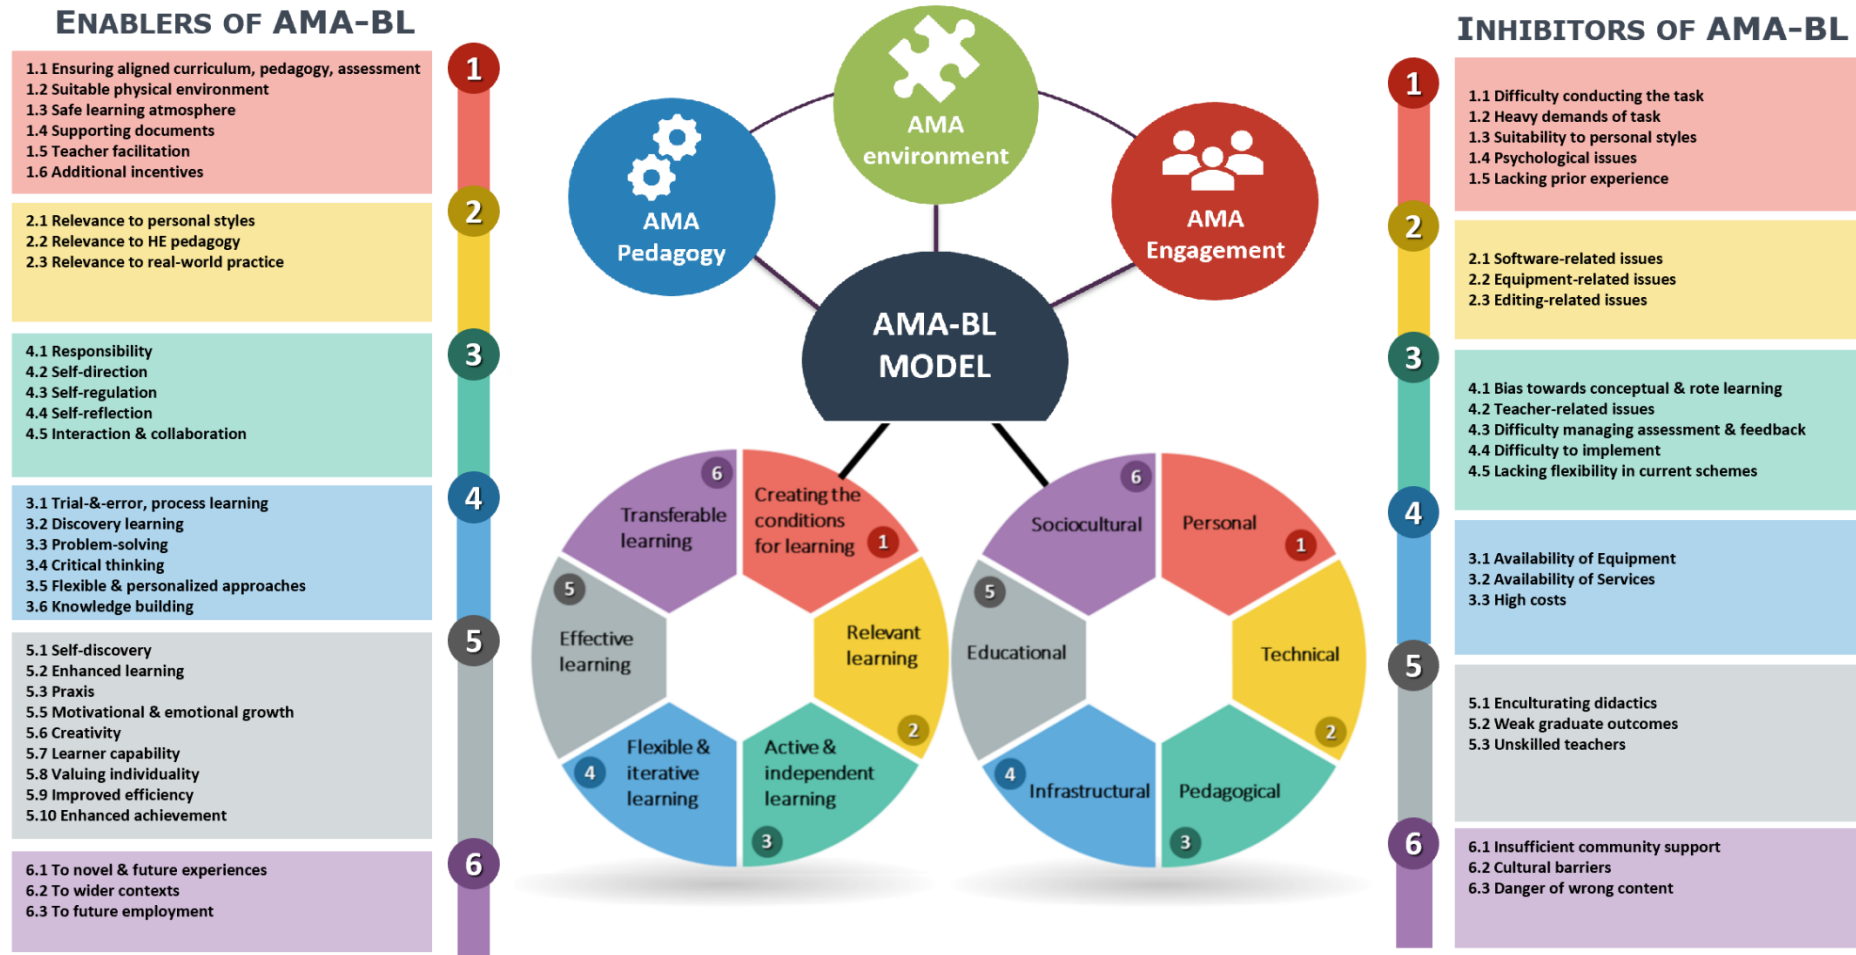 ENABLERS OF AMA-BL
1
1.1 Ensuring aligned curriculum, pedagogy, assessment
1.2 Suitable physical environment
1.3 Safe learning atmosphere
1.4 Supporting documents
1.5 Teacher facilitation
1.6 Additional incentives
2
2.1 Relevance to personal styles
2.2 Relevance to HE pedagogy
2.3 Relevance to real-world practice
3
4.1 Responsibility
4.2 Self-direction
4.3 Self-regulation
4.4 Self-reflection
4.5 Interaction & collaboration
4
3.1 Trial-&-error, process learning
3.2 Discovery learning
3.3 Problem-solving
3.4 Critical thinking
3.5 Flexible & personalized approaches
3.6 Knowledge building
5
5.1 Self-discovery
5.2 Enhanced learning
5.3 Praxis
5.5 Motivational & emotional growth
5.6 Creativity
5.7 Learner capability
5.8 Valuing individuality
5.9 Improved efficiency
5.10 Enhanced achievement
6
6.1 To novel & future experiences
6.2 To wider contexts
6.3 To future employment
AMA
Pedagogy
AMA
environment
AMA
Engagement
AMA-BL
MODEL
Creating the
conditions
for learning
1
Relevant
learning
2
Active &
independent
learning
3
Flexible &
iterative
learning
4
Effective
learning
5
Transferable
learning
6
Personal
1
Technical
2
Pedagogical
3
Infrastructural
4
Educational
5
Sociocultural
6
INHIBITORS OF AMA-BL
1
1.1 Difficulty conducting the task
1.2 Heavy demands of task
1.3 Suitability to personal styles
1.4 Psychological issues
1.5 Lacking prior experience
2
2.1 Software-related issues
2.2 Equipment-related issues
2.3 Editing-related issues
3
4.1 Bias towards conceptual & rote learning
4.2 Teacher-related issues
4.3 Difficulty managing assessment & feedback
4.4 Difficulty to implement
4.5 Lacking flexibility in current schemes
4
3.1 Availability of Equipment
3.2 Availability of Services
3.3 High costs
5
5.1 Enculturating didactics
5.2 Weak graduate outcomes
5.3 Unskilled teachers
6
6.1 Insufficient community support
6.2 Cultural barriers
6.3 Danger of wrong content